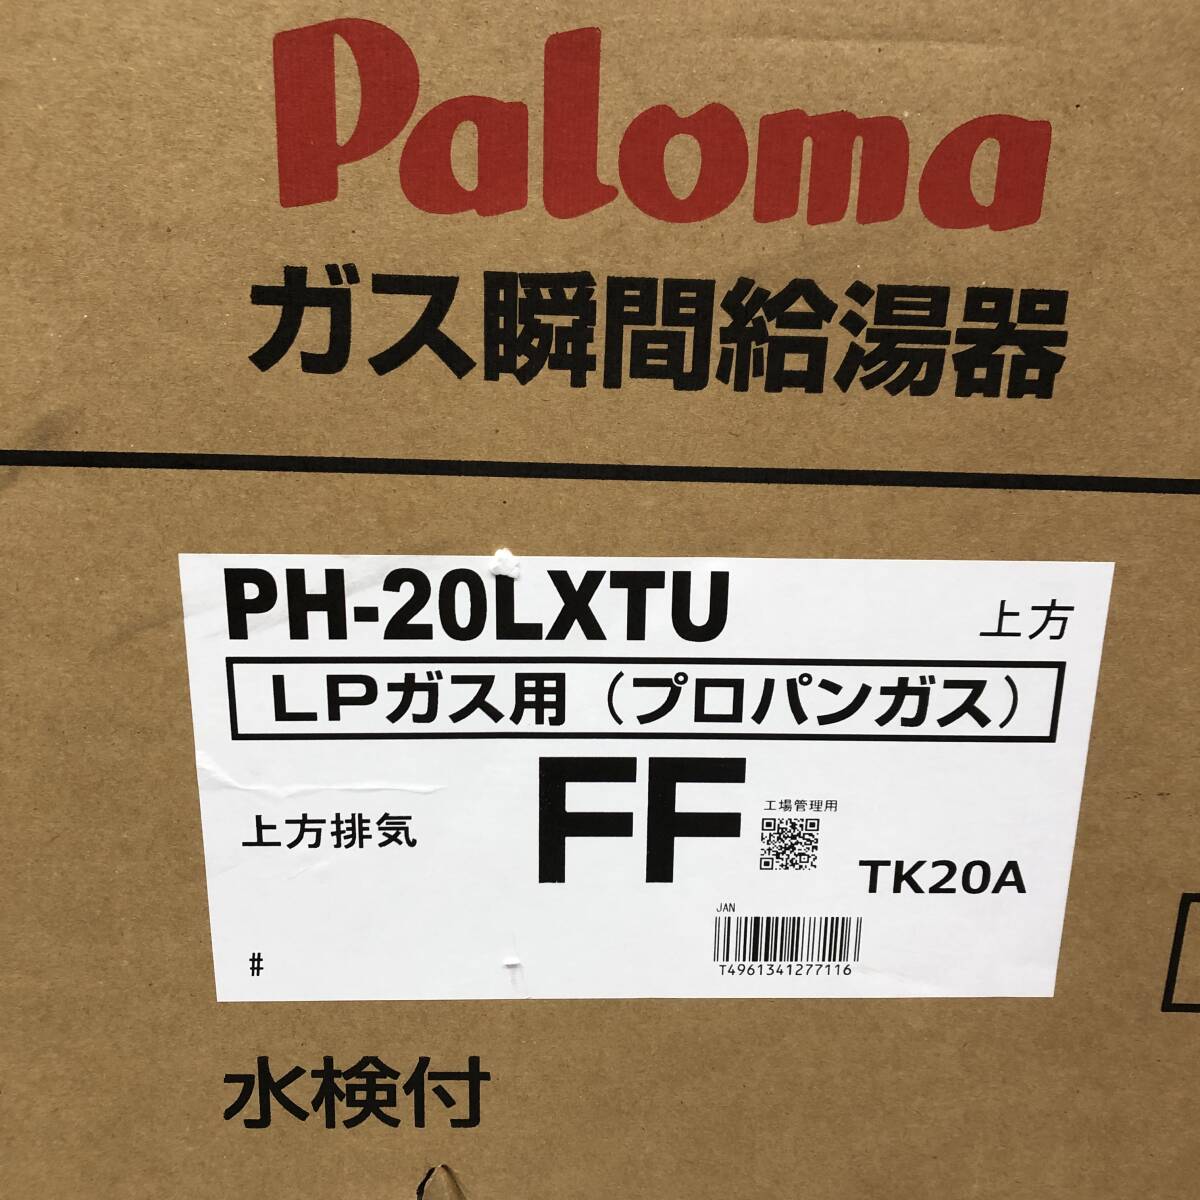 Paloma
ガス瞬間給湯器
PH-20LXTU 上方
LPガス用（プロパンガス）
上方排気 FF 工場管理用
TK20A
JAN
T4961341277116
#
水検付